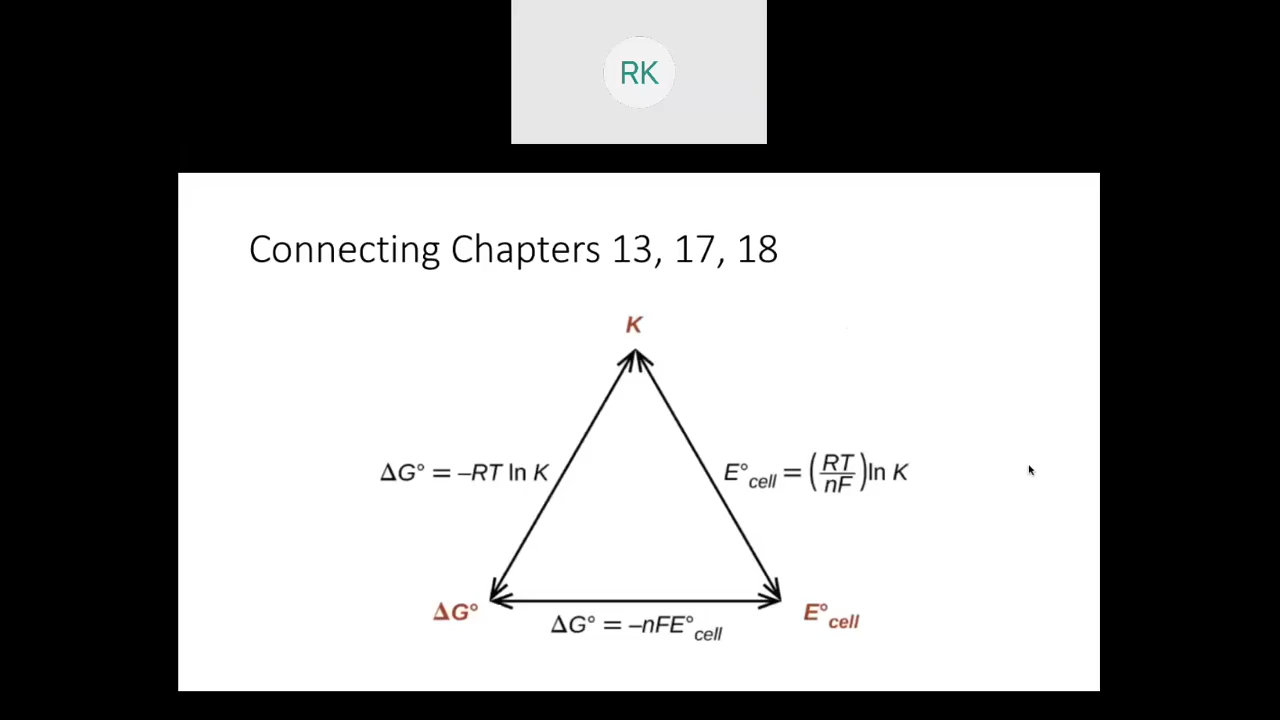 RK
Connecting Chapters 13, 17, 18
K
ΔG° = –RT ln K
E°cell = (RT/nF)ln K
ΔG°
ΔG° = –nFE°cell
E°cell